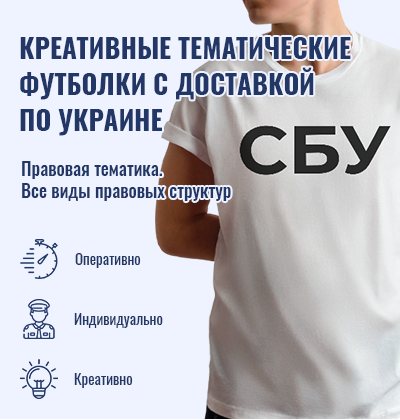 КРЕАТИВНЫЕ ТЕМАТИЧЕСКИЕ
ФУТБОЛКИ С ДОСТАВКОЙ
ПО УКРАИНЕ
СБУ
Правовая тематика.
Все виды правовых структур
Оперативно
Индивидуально
Креативно